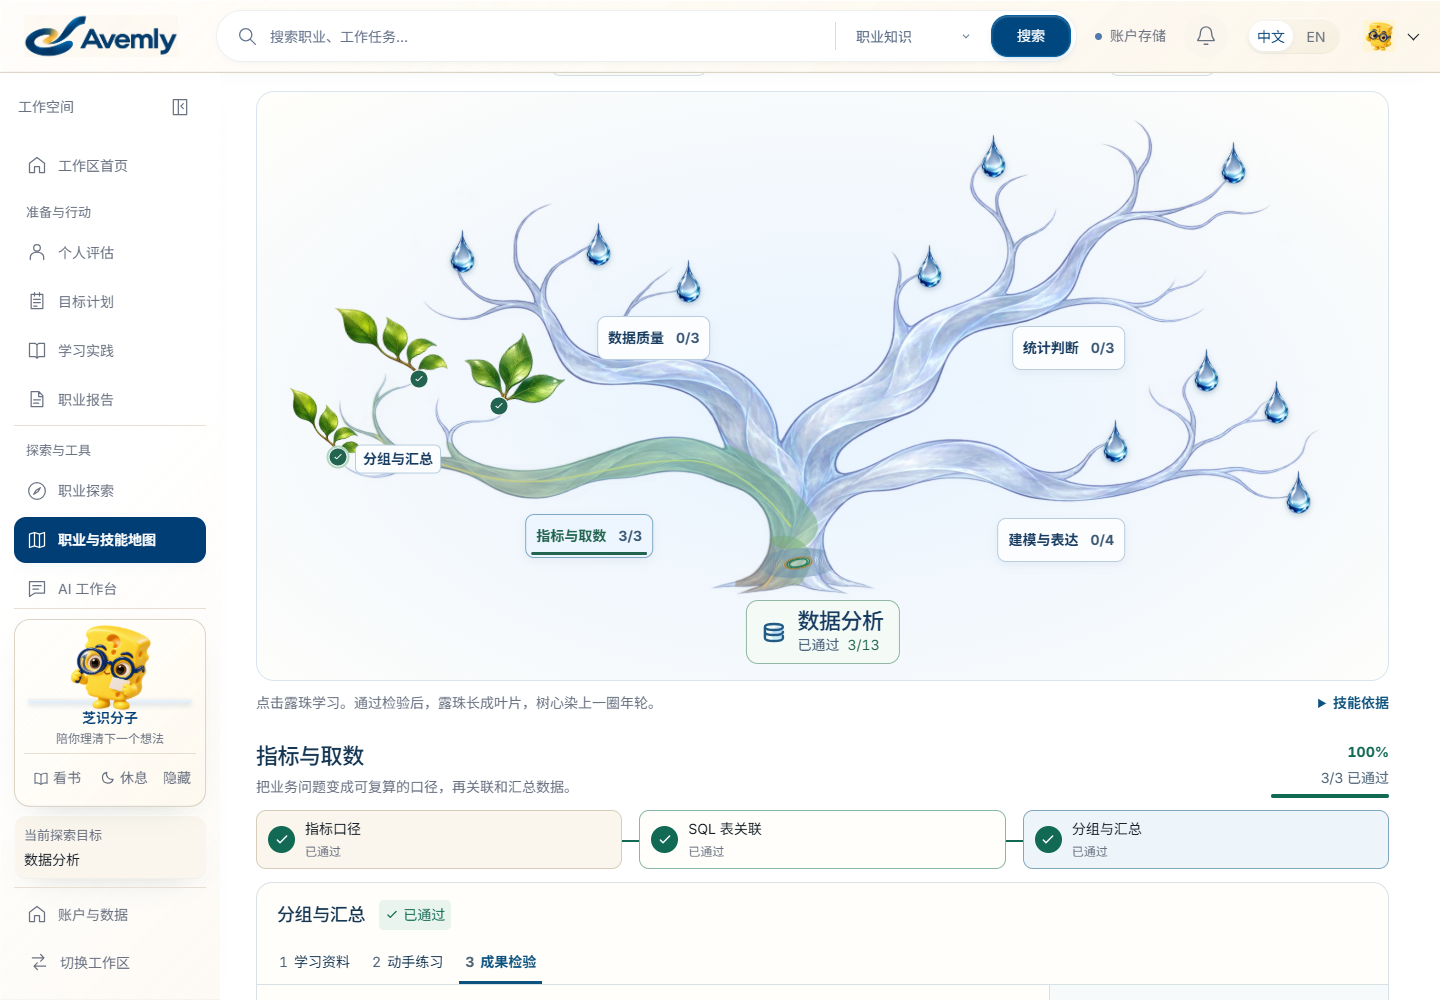 Avemly
搜索职业、工作任务...
职业知识
搜索
账户存储
中文 EN
工作空间
工作区首页
准备与行动
个人评估
目标计划
学习实践
职业报告
探索与工具
职业探索
职业与技能地图
AI 工作台
芝识分子
陪你理清下一个想法
看书 休息 隐藏
当前探索目标
数据分析
账户与数据
切换工作区
数据质量 0/3
统计判断 0/3
分组与汇总
指标与取数 3/3
建模与表达 0/4
数据分析
已通过 3/13
点击露珠学习。通过检验后，露珠长成叶片，树心染上一圈年轮。
技能依据
指标与取数
100%
把业务问题变成可复算的口径，再关联和汇总数据。
3/3 已通过
指标口径
已通过
SQL 表关联
已通过
分组与汇总
已通过
分组与汇总 已通过
1 学习资料 2 动手练习 3 成果检验